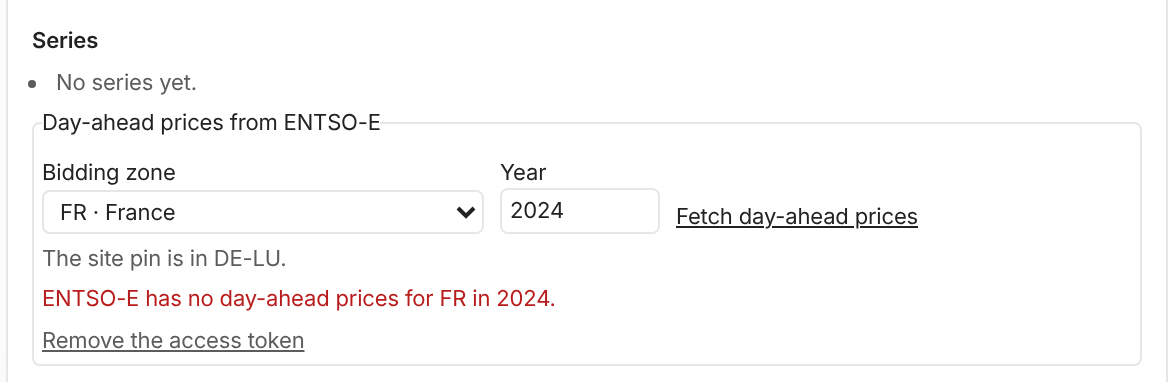 Series
No series yet.
Day-ahead prices from ENTSO-E
Bidding zone
Year
FR · France
2024
Fetch day-ahead prices
The site pin is in DE-LU.
ENTSO-E has no day-ahead prices for FR in 2024.
Remove the access token